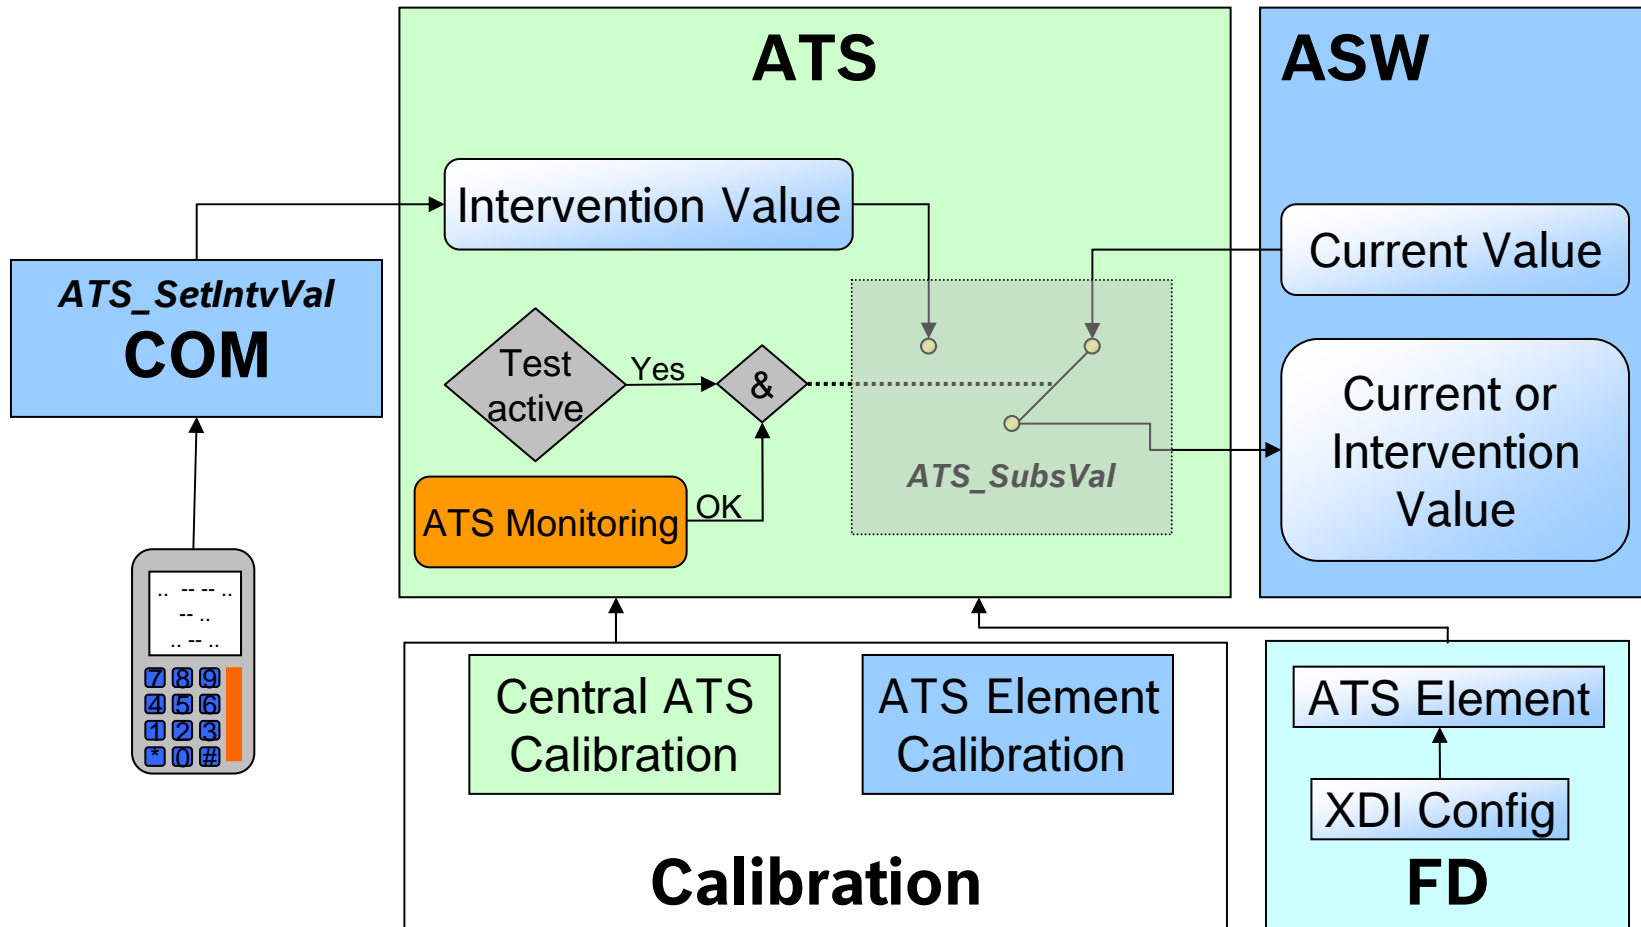 ATS
ASW
Intervention Value
Current Value
ATS_SetIntvVal
COM
Test
active
Yes
&
Current or
Intervention
Value
ATS_SubsVal
ATS Monitoring
OK
.. -- -- ..
-- ..
.. -- ..
7 8 9
4 5 6
1 2 3
* 0 #
Central ATS
Calibration
ATS Element
Calibration
Calibration
ATS Element
XDI Config
FD